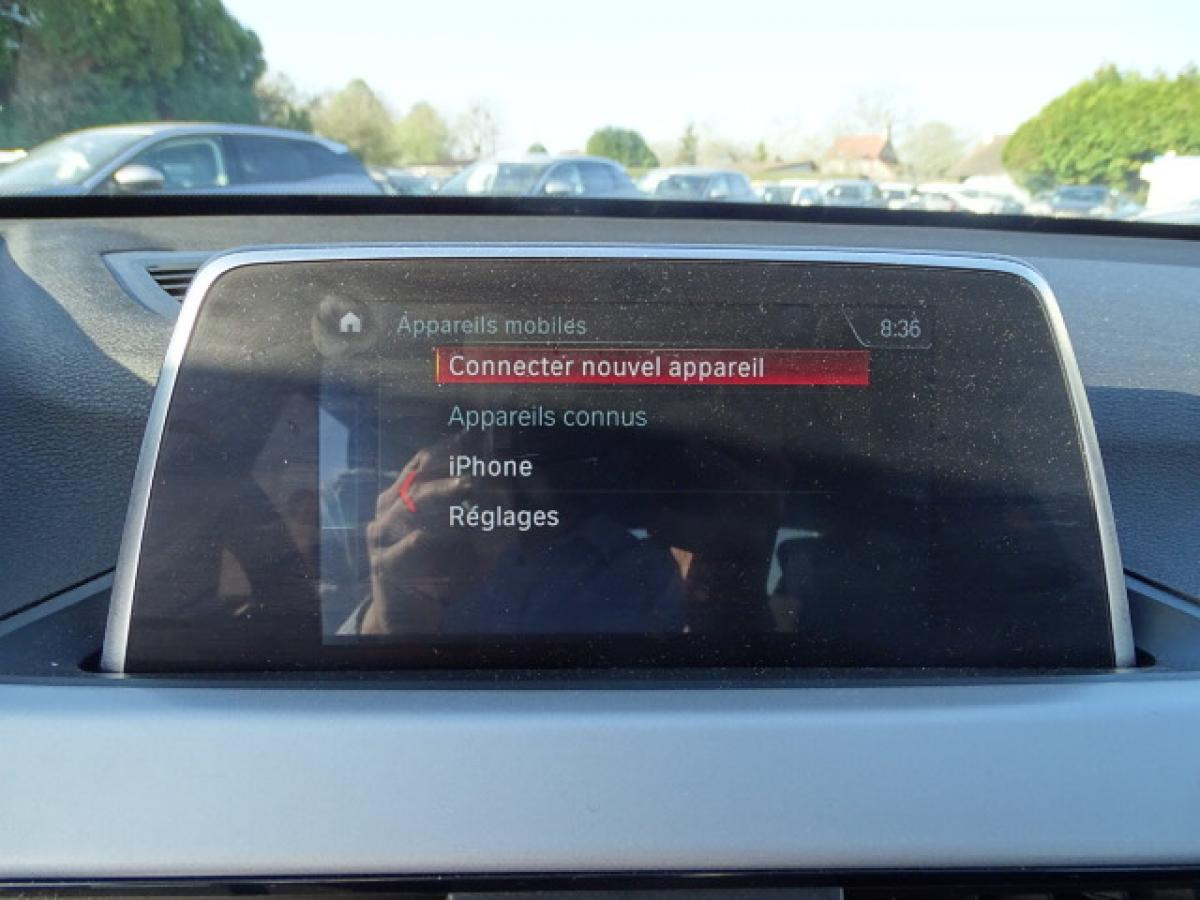 Appareils mobiles
8:36
Connecter nouvel appareil
Appareils connus
iPhone
Réglages